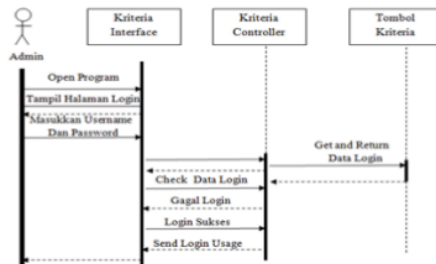 Kriteria
Interface
Kriteria
Controller
Tombol
Kriteria
Admin
Open Program
Tampil Halaman Login
Masukkan Username
Dan Password
Get and Return
Data Login
Check Data Login
Gagal Login
Login Sukses
Send Login Usage